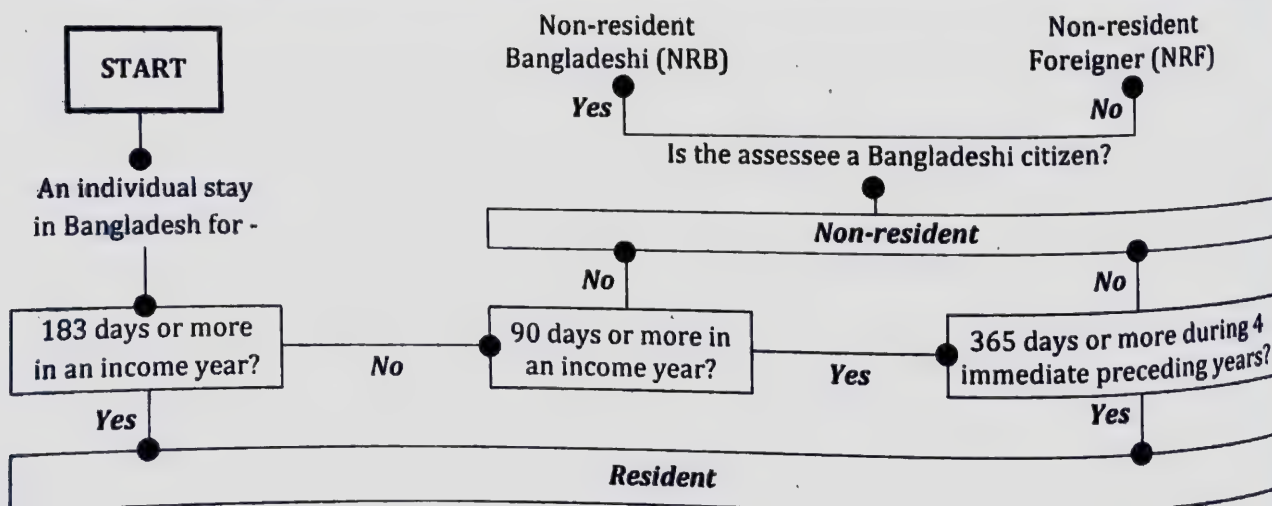 START
An individual stay
in Bangladesh for -
183 days or more
in an income year?
No
Yes
90 days or more in
an income year?
No
Yes
365 days or more during 4
immediate preceding years?
No
Yes
Resident
Non-resident
Is the assessee a Bangladeshi citizen?
Yes
Non-resident
Bangladeshi (NRB)
No
Non-resident
Foreigner (NRF)